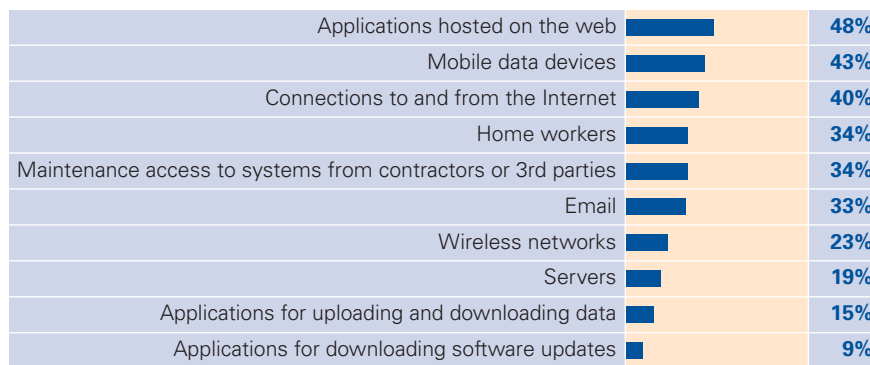 Applications hosted on the web 48%
Mobile data devices 43%
Connections to and from the Internet 40%
Home workers 34%
Maintenance access to systems from contractors or 3rd parties 34%
Email 33%
Wireless networks 23%
Servers 19%
Applications for uploading and downloading data 15%
Applications for downloading software updates 9%